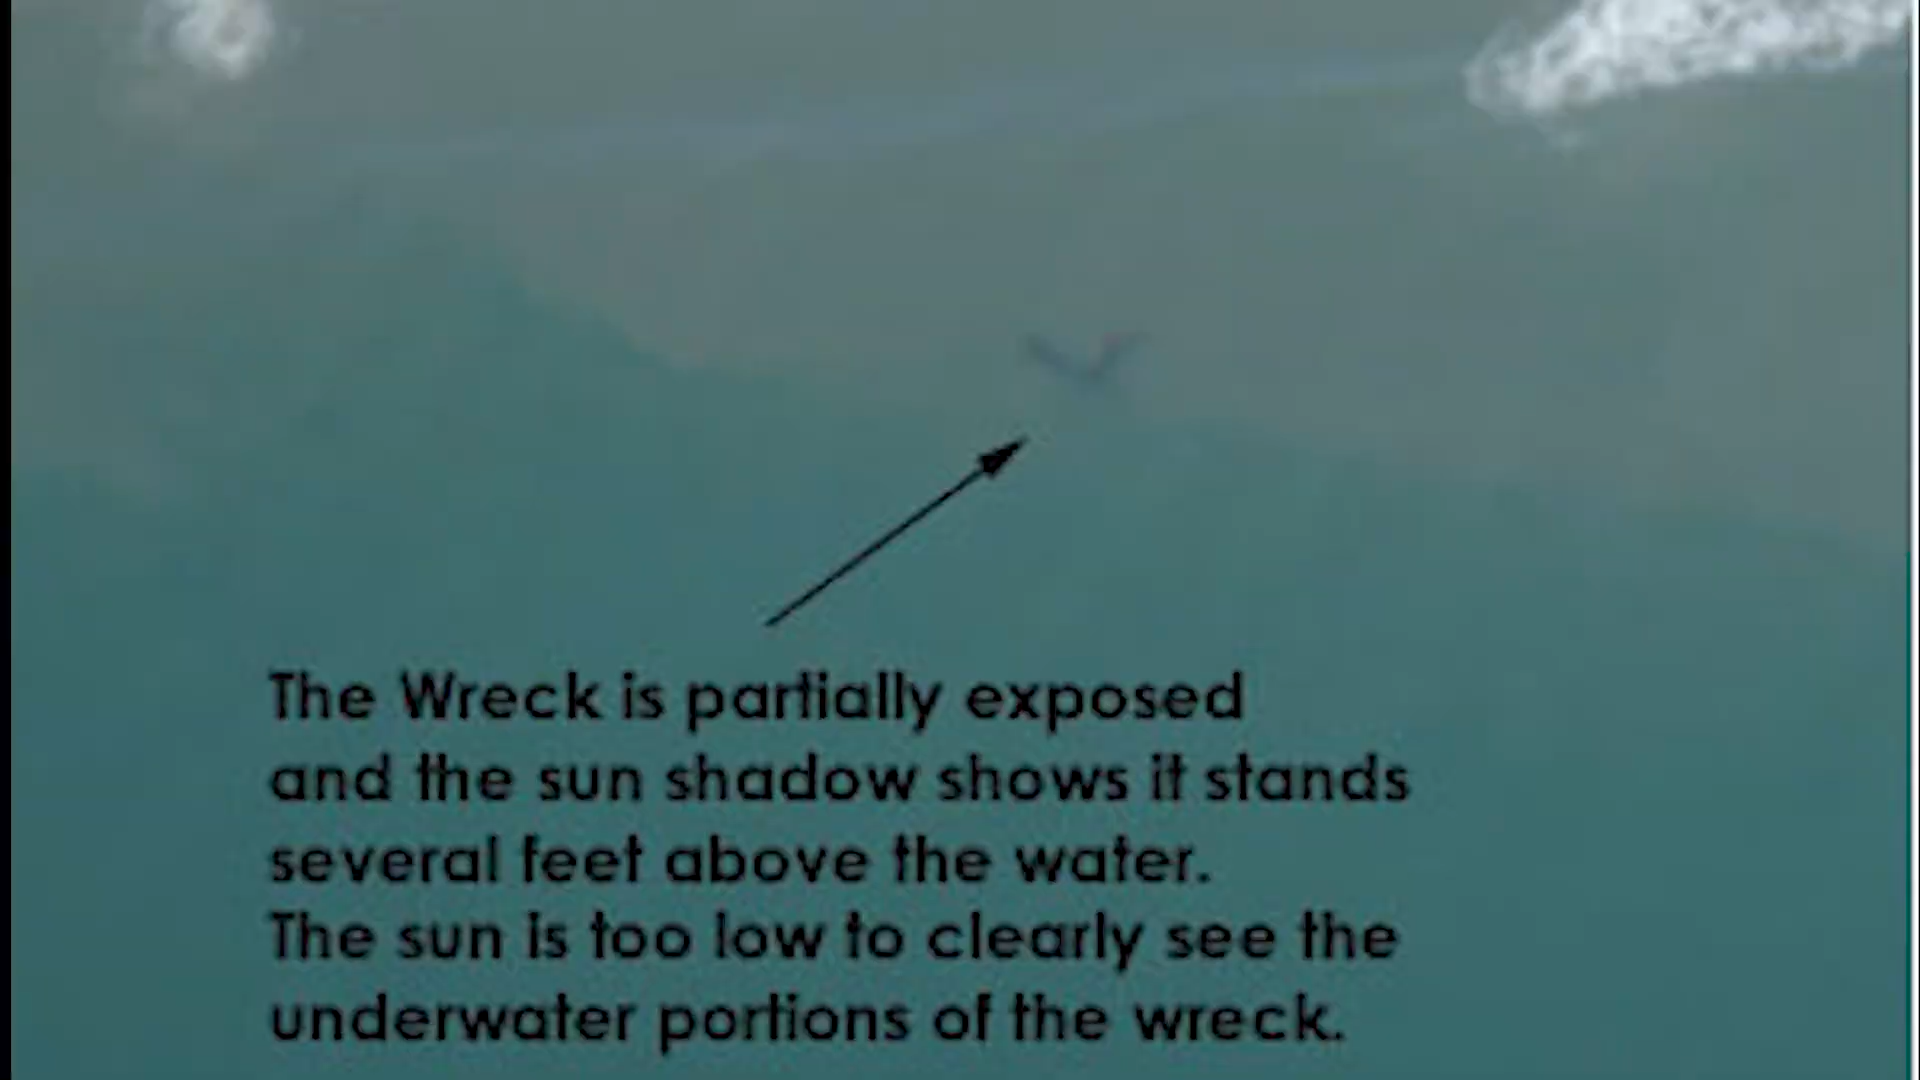 The Wreck is partially exposed
and the sun shadow shows it stands
several feet above the water.
The sun is too low to clearly see the
underwater portions of the wreck.